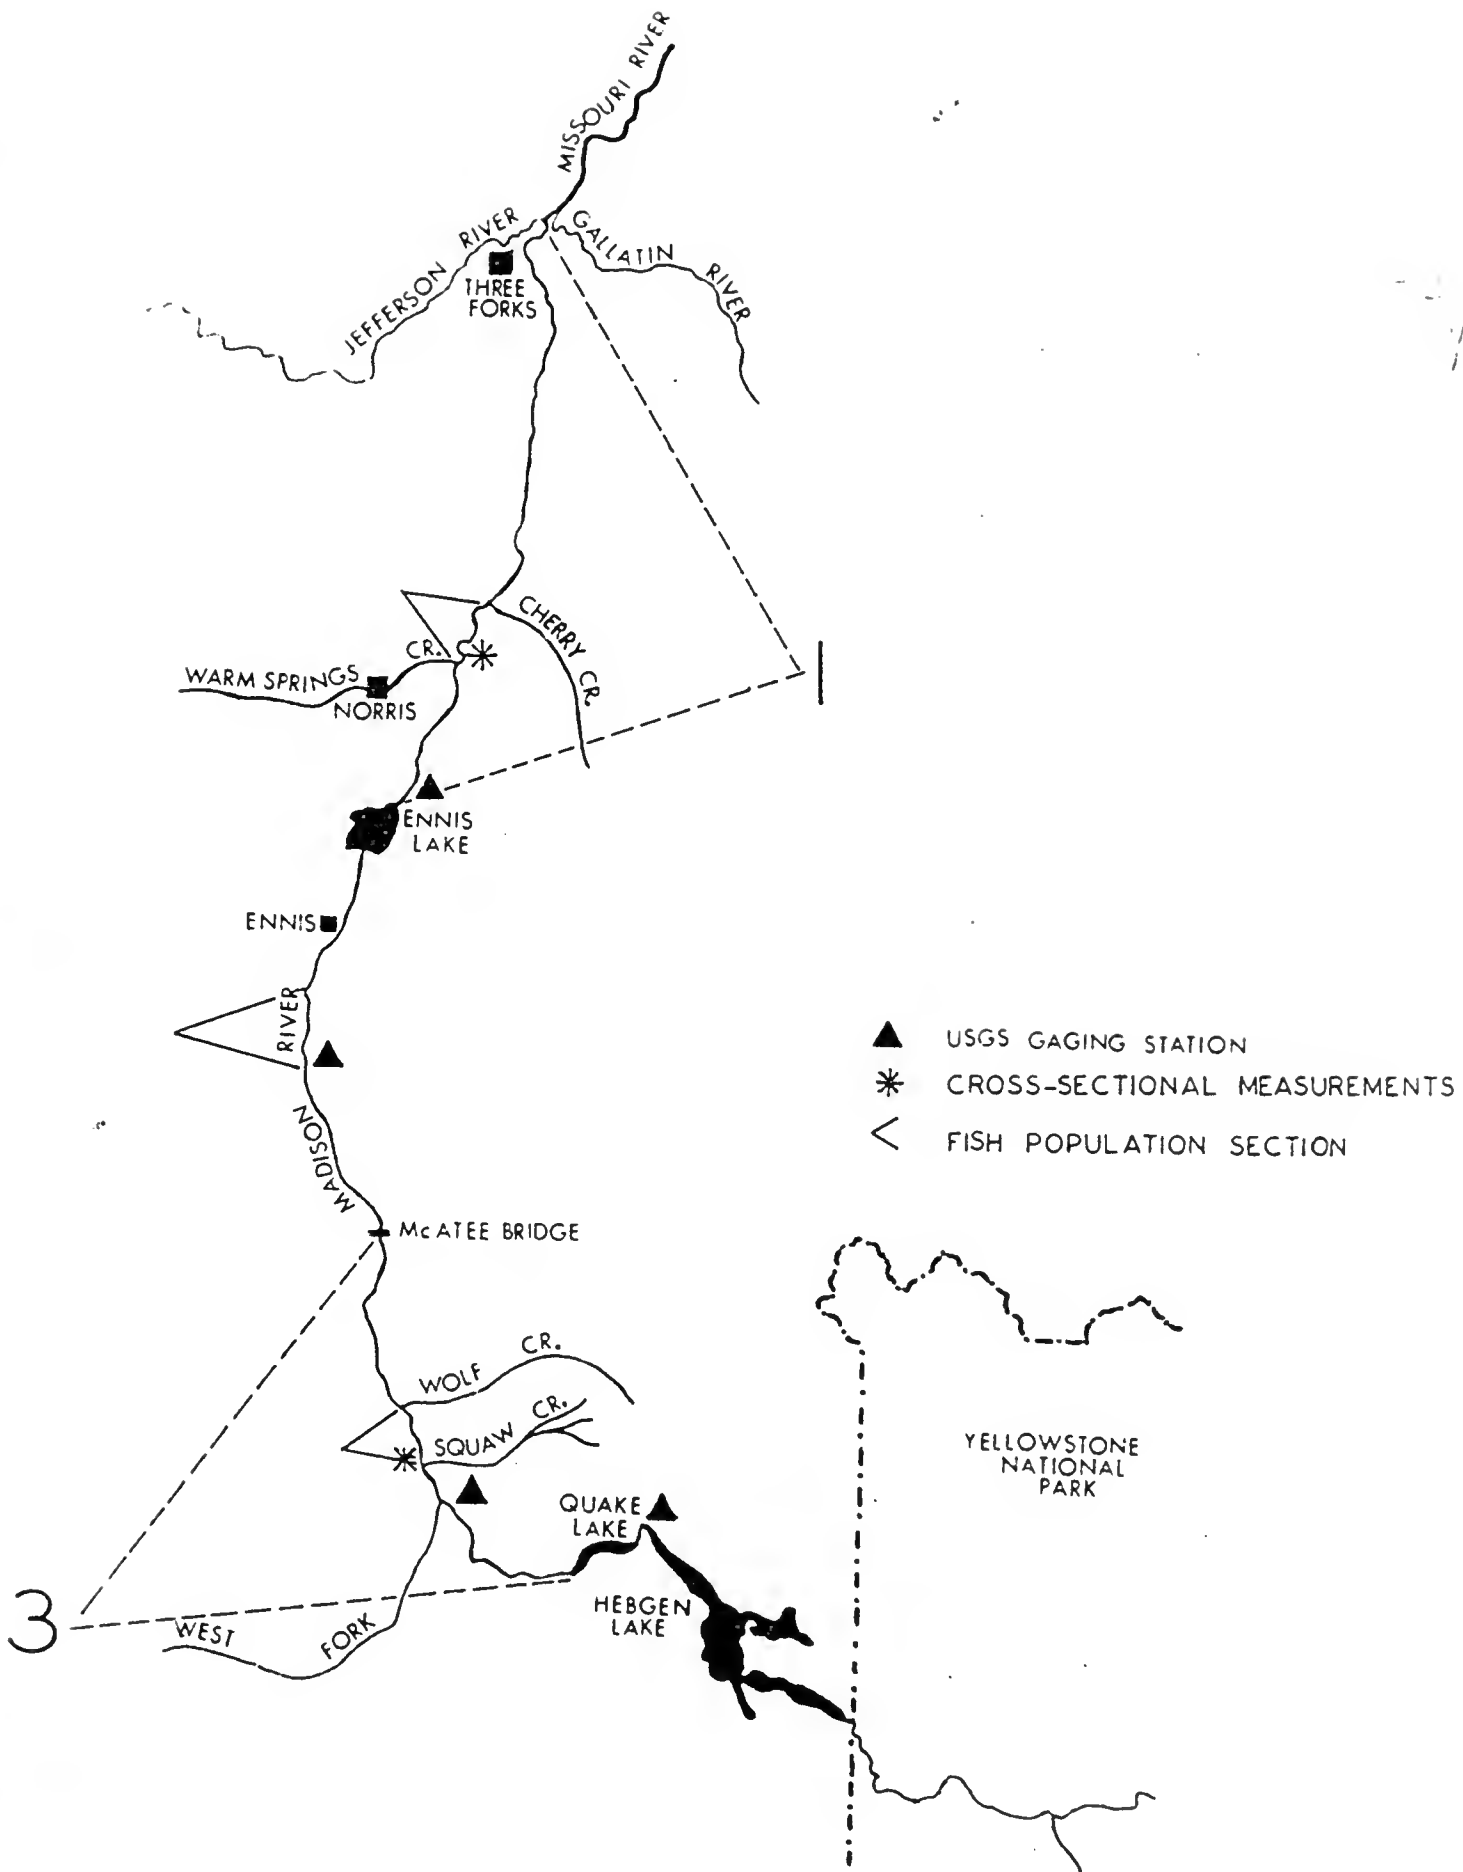 MISSOURI RIVER
JEFFERSON RIVER
GALLATIN RIVER
THREE
FORKS
CHERRY CR.
WARM SPRINGS CR.
NORRIS
1
ENNIS
LAKE
ENNIS
MADISON RIVER
USGS GAGING STATION
CROSS-SECTIONAL MEASUREMENTS
FISH POPULATION SECTION
McATEE BRIDGE
WOLF CR.
SQUAW CR.
YELLOWSTONE
NATIONAL
PARK
QUAKE
LAKE
HEBGEN
LAKE
3
WEST FORK